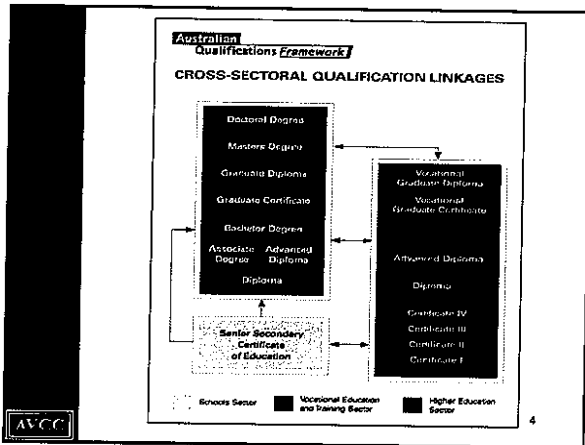 Australian
Qualifications Framework
CROSS-SECTORAL QUALIFICATION LINKAGES
Doctoral Degree
Masters Degree
Graduate Diploma
Graduate Certificate
Bachelor Degree
Associate Degree
Advanced Diploma
Diploma
Vocational
Graduate Diploma
Vocational
Graduate Certificate
Advanced Diploma
Diploma
Certificate IV
Certificate III
Certificate II
Certificate I
Senior Secondary
Certificate
of Education
Schools Sector
Vocational Education
and Training Sector
Higher Education
Sector
4
AVCC